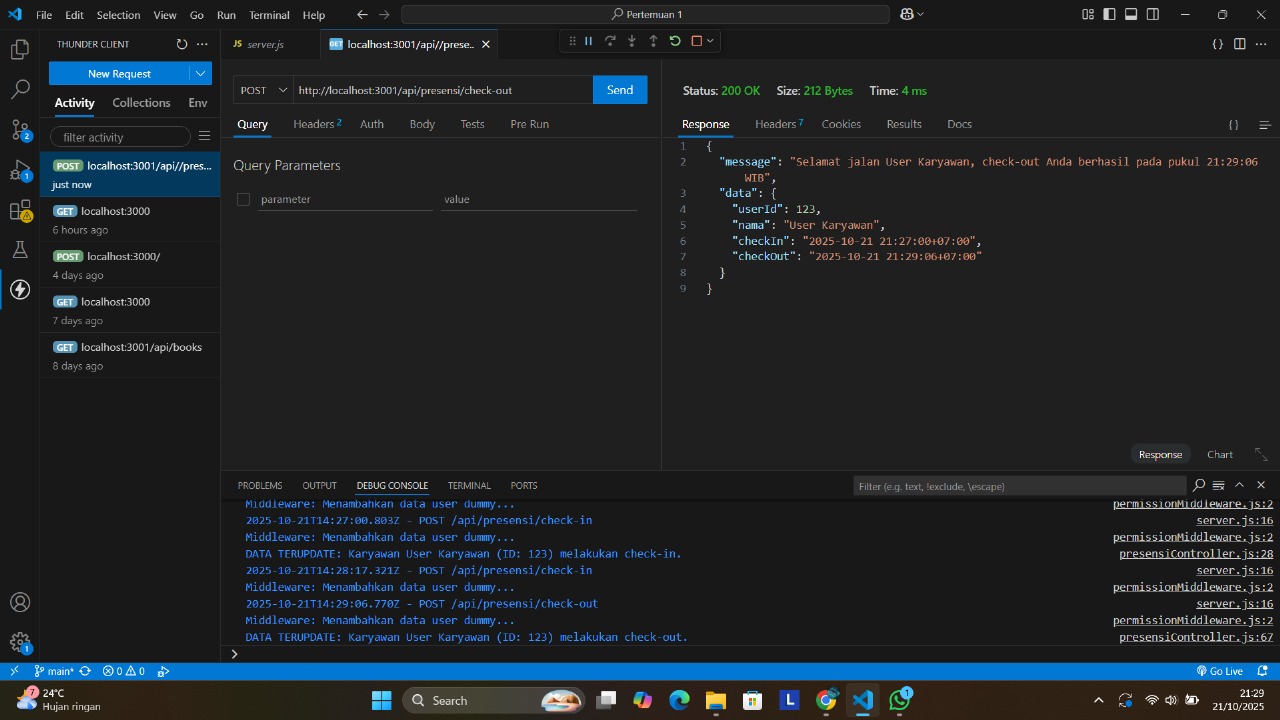 File Edit Selection View Go Run Terminal Help
Pertemuan 1
THUNDER CLIENT
New Request
Activity Collections Env
filter activity
POST localhost:3001/api//pres...
just now
GET localhost:3000
6 hours ago
POST localhost:3000/
4 days ago
GET localhost:3000
7 days ago
GET localhost:3001/api/books
8 days ago
JS server.js
GET localhost:3001/api//prese..
POST http://localhost:3001/api/presensi/check-out Send
Query Headers 2 Auth Body Tests Pre Run
Query Parameters
parameter value
Status: 200 OK Size: 212 Bytes Time: 4 ms
Response Headers 7 Cookies Results Docs { }
1 {
2 "message": "Selamat jalan User Karyawan, check-out Anda berhasil pada pukul 21:29:06
WIB",
3 "data": {
4 "userId": 123,
5 "nama": "User Karyawan",
6 "checkIn": "2025-10-21 21:27:00+07:00",
7 "checkOut": "2025-10-21 21:29:06+07:00"
8 }
9 }
Response Chart
PROBLEMS OUTPUT DEBUG CONSOLE TERMINAL PORTS
Filter (e.g. text, !exclude, \escape)
Middleware: Menambahkan data user dummy... permissionMiddleware.js:2
2025-10-21T14:27:00.803Z - POST /api/presensi/check-in server.js:16
Middleware: Menambahkan data user dummy... permissionMiddleware.js:2
DATA TERUPDATE: Karyawan User Karyawan (ID: 123) melakukan check-in. presensiController.js:28
2025-10-21T14:28:17.321Z - POST /api/presensi/check-in server.js:16
Middleware: Menambahkan data user dummy... permissionMiddleware.js:2
2025-10-21T14:29:06.770Z - POST /api/presensi/check-out server.js:16
Middleware: Menambahkan data user dummy... permissionMiddleware.js:2
DATA TERUPDATE: Karyawan User Karyawan (ID: 123) melakukan check-out. presensiController.js:67
main* 0 0 Go Live
7 24°C
Hujan ringan
Search
L
1
21:29
21/10/2025
2
1
1